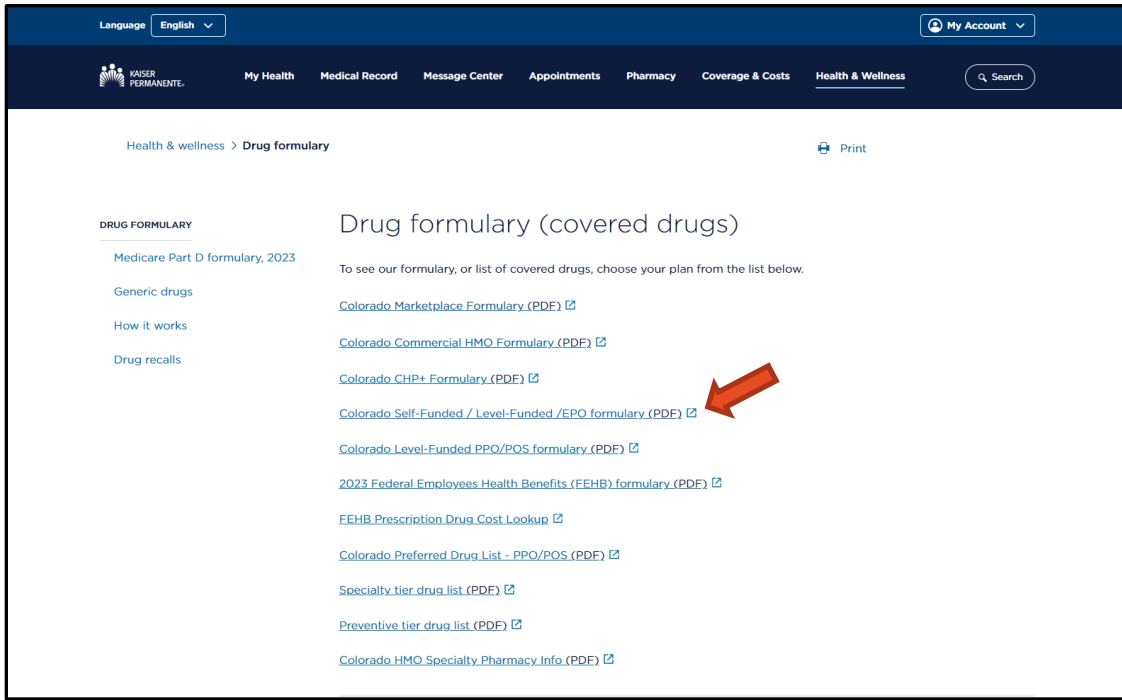 Language English
My Account
KAISER PERMANENTE®
My Health Medical Record Message Center Appointments Pharmacy Coverage & Costs Health & Wellness
Search
Health & wellness > Drug formulary
Print
DRUG FORMULARY
Medicare Part D formulary, 2023
Generic drugs
How it works
Drug recalls
Drug formulary (covered drugs)
To see our formulary, or list of covered drugs, choose your plan from the list below.
Colorado Marketplace Formulary (PDF)
Colorado Commercial HMO Formulary (PDF)
Colorado CHP+ Formulary (PDF)
Colorado Self-Funded / Level-Funded /EPO formulary (PDF)
Colorado Level-Funded PPO/POS formulary (PDF)
2023 Federal Employees Health Benefits (FEHB) formulary (PDF)
FEHB Prescription Drug Cost Lookup
Colorado Preferred Drug List - PPO/POS (PDF)
Specialty tier drug list (PDF)
Preventive tier drug list (PDF)
Colorado HMO Specialty Pharmacy Info (PDF)